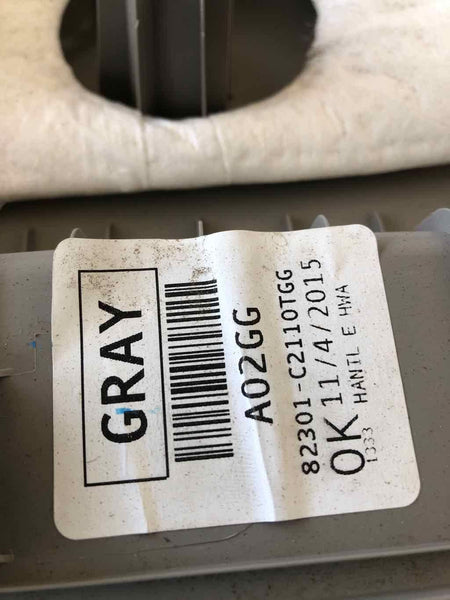 GRAY
A02GG
82301-C2110TGG
OK 11/4/2015
1333 HANIL E HWA